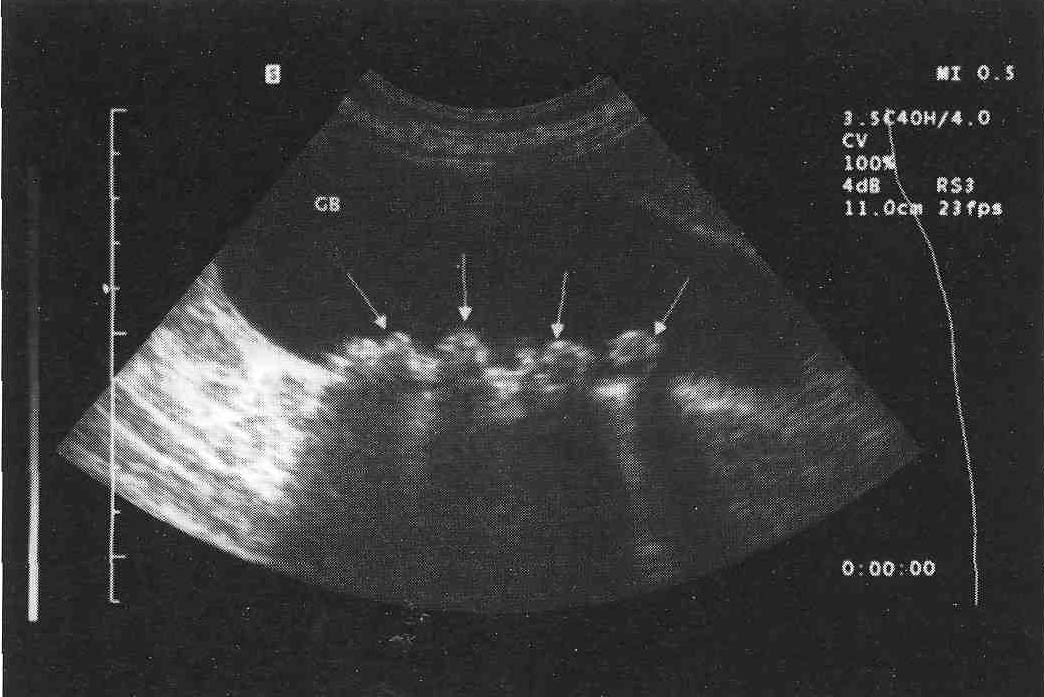 S
MI 0.5
3.5C40H/4.0
CV
100%
4dB RS3
11.0cm 23fps
GB
0:00:00